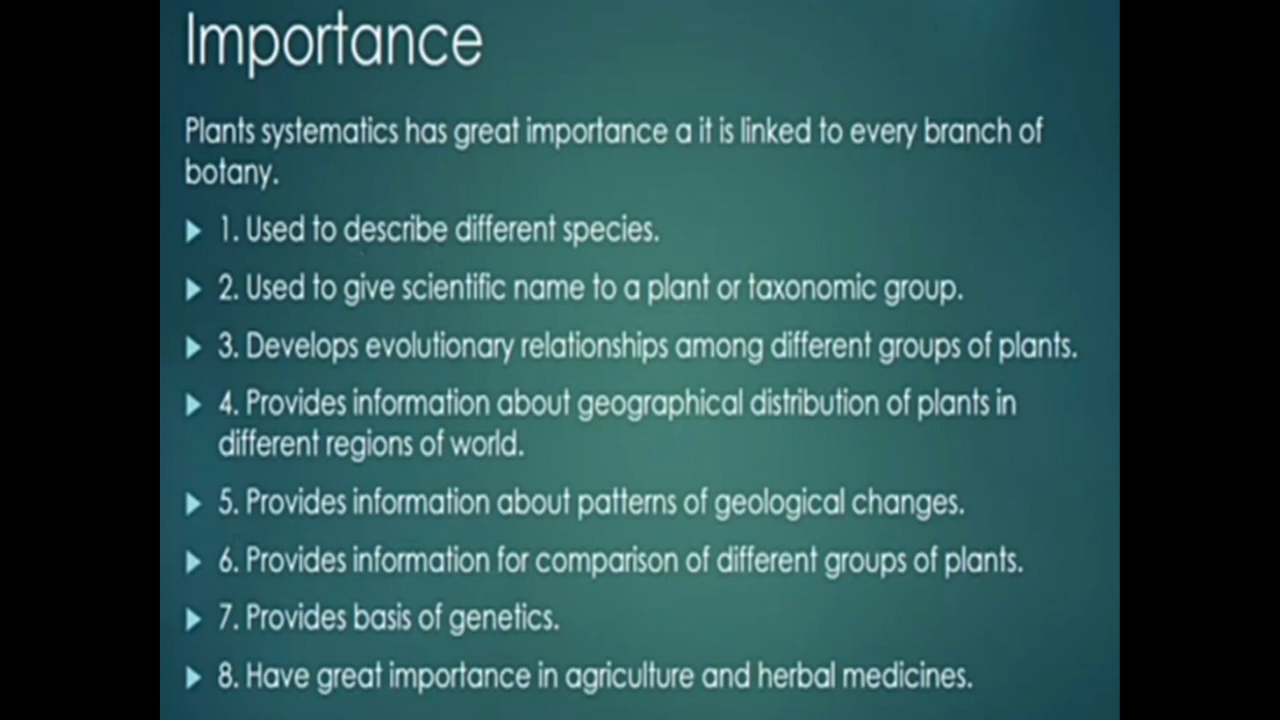 Importance
Plants systematics has great importance a it is linked to every branch of
botany.
1. Used to describe different species.
2. Used to give scientific name to a plant or taxonomic group.
3. Develops evolutionary relationships among different groups of plants.
4. Provides information about geographical distribution of plants in
different regions of world.
5. Provides information about patterns of geological changes.
6. Provides information for comparison of different groups of plants.
7. Provides basis of genetics.
8. Have great importance in agriculture and herbal medicines.